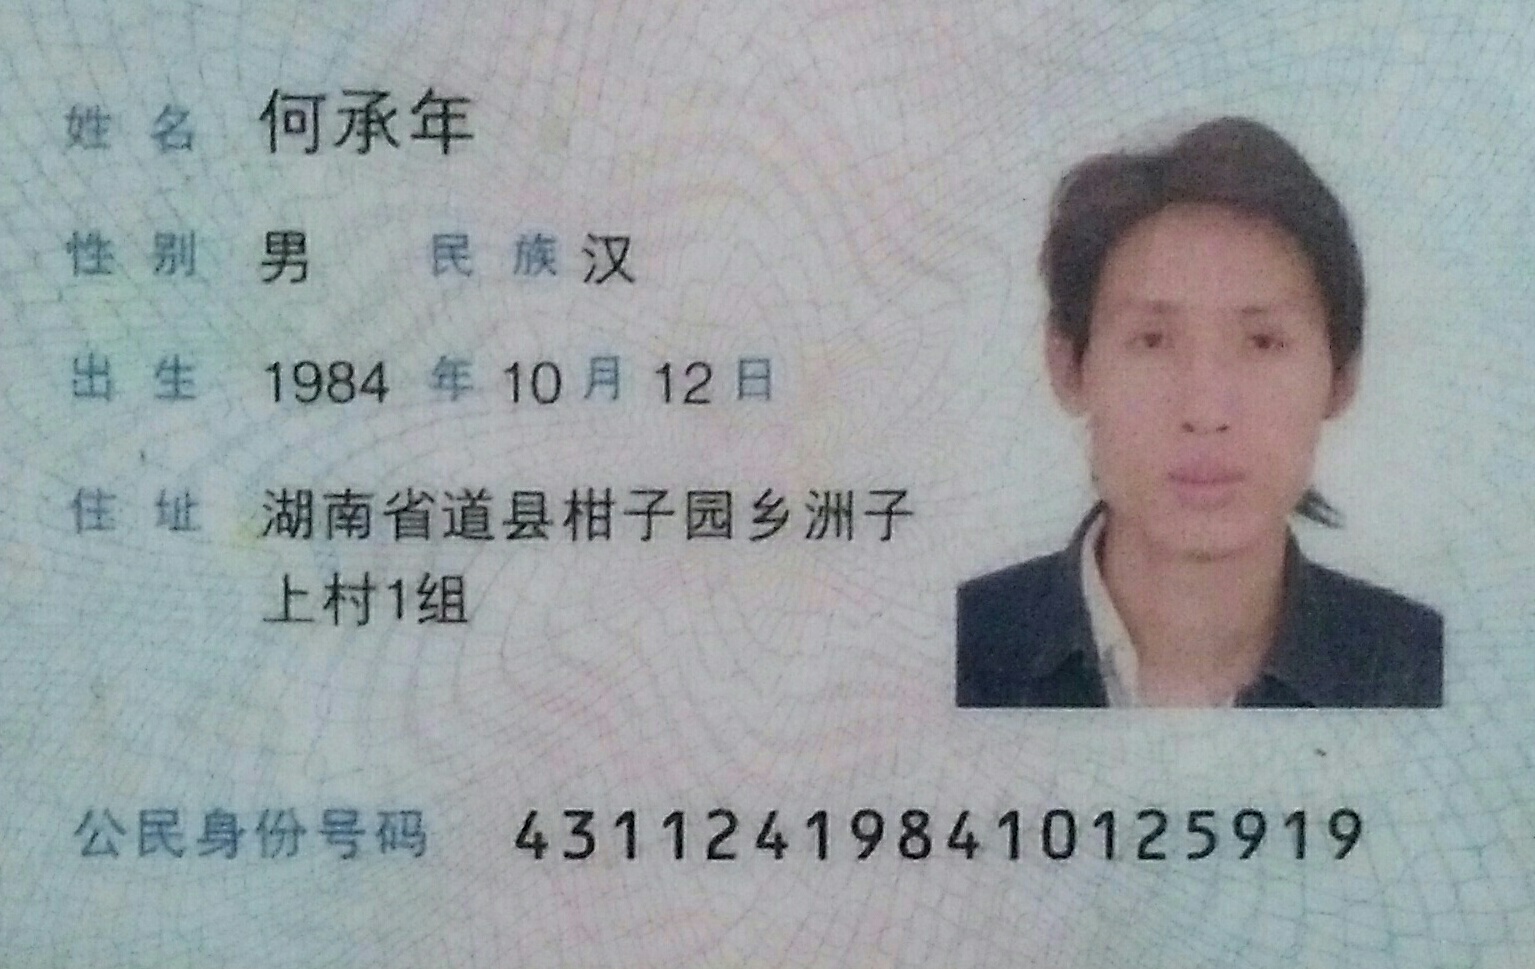 姓名 何承年
性别 男 民族 汉
出生 1984 年 10 月 12 日
住址 湖南省道县柑子园乡洲子
上村1组
公民身份号码 431124198410125919